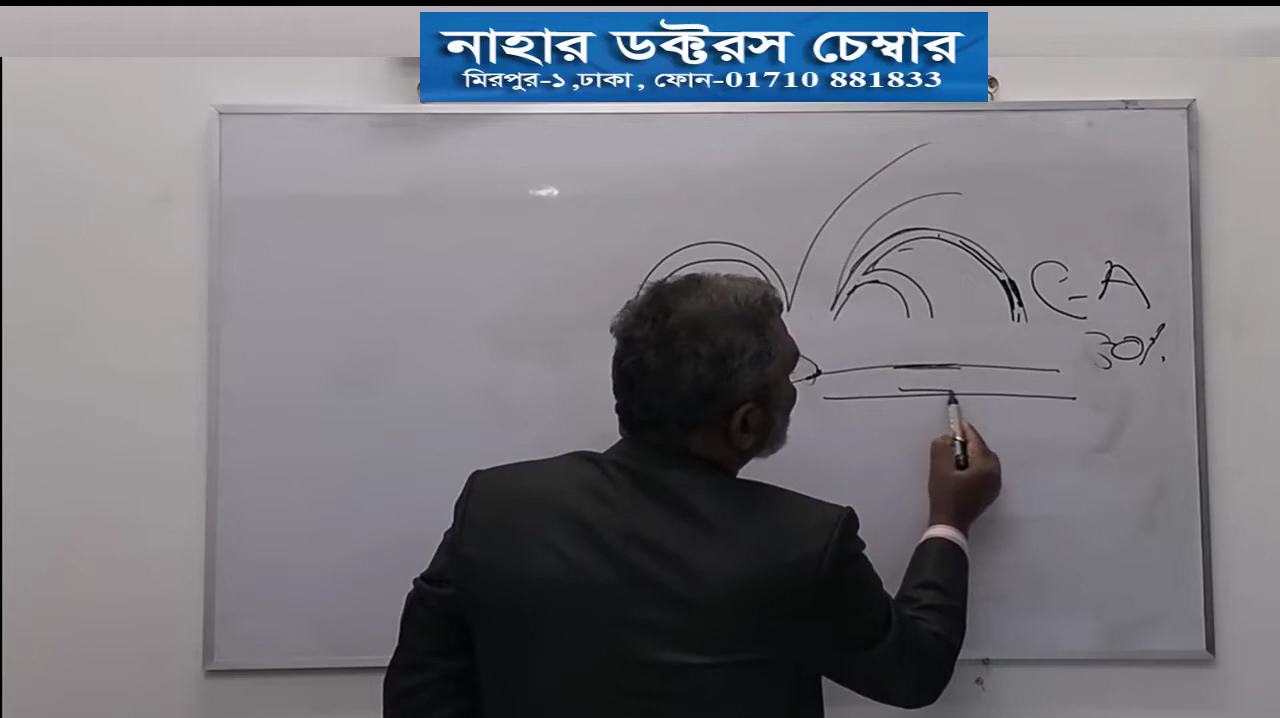 নাহার ডক্টরস চেম্বার
মিরপুর-১ ,ঢাকা , ফোন-01710 881833
C-A
30%